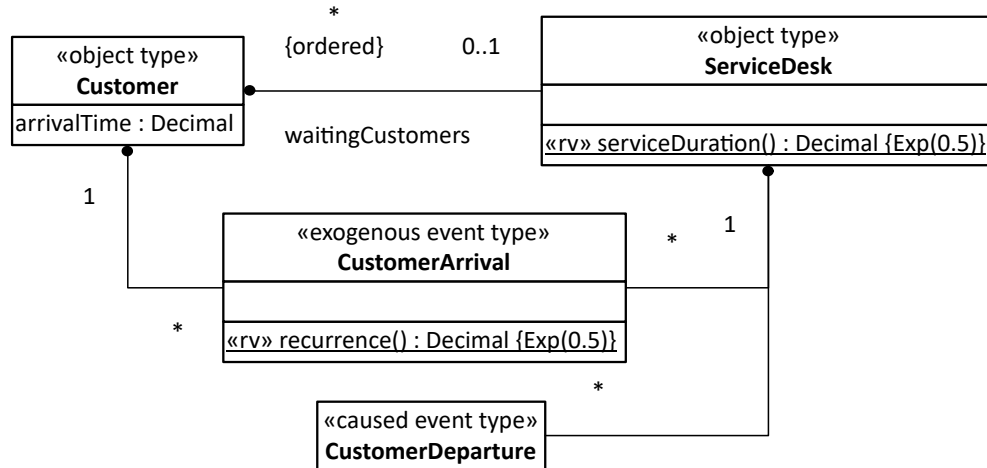 *
{ordered}
0..1
«object type»
Customer
arrivalTime : Decimal
waitingCustomers
«object type»
ServiceDesk
«rv» serviceDuration() : Decimal {Exp(0.5)}
1
*
«exogenous event type»
CustomerArrival
«rv» recurrence() : Decimal {Exp(0.5)}
*
1
*
«caused event type»
CustomerDeparture